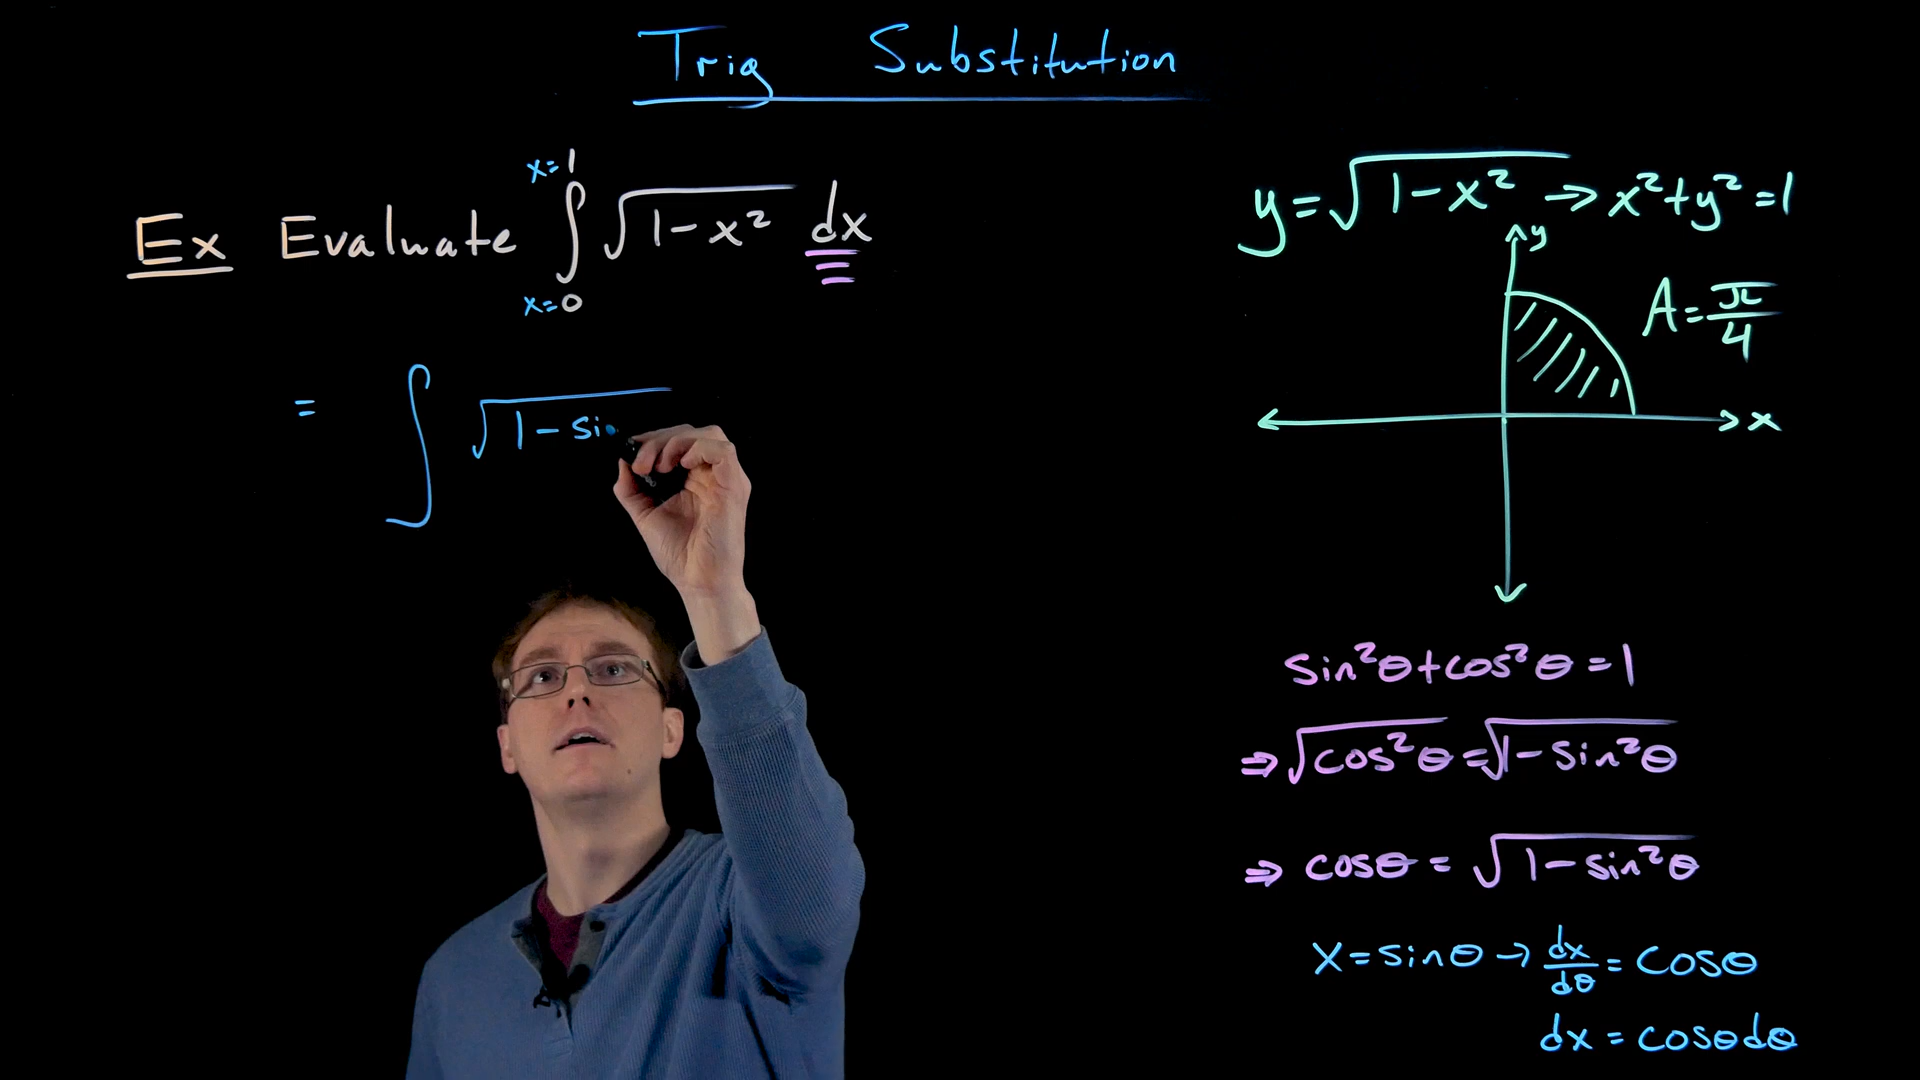 Trig Substitution
Ex Evaluate ∫_{x=0}^{x=1} √(1-x²) dx
= ∫ √(1-sin
y=√(1-x²) → x²+y²=1
y
A=π/4
x
sin²θ+cos²θ=1
⇒ √(cos²θ)=√(1-sin²θ)
⇒ cosθ = √(1-sin²θ)
x=sinθ → dx/dθ = cosθ
dx = cosθdθ